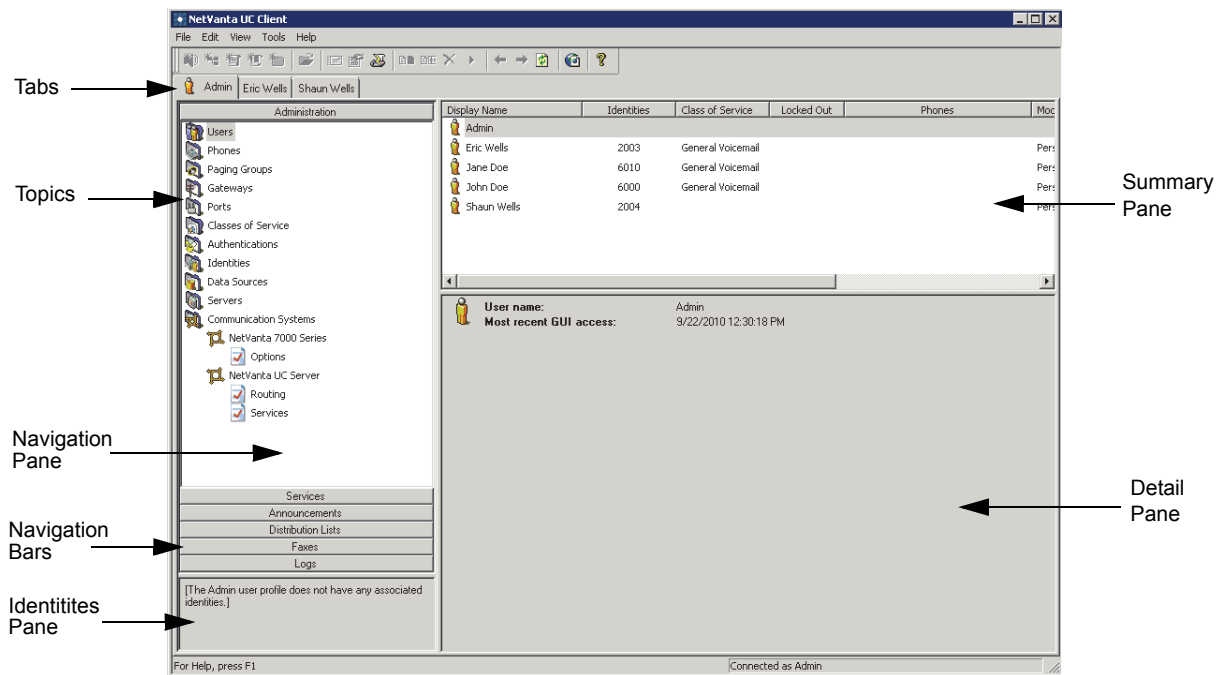 NetVanta UC Client
File Edit View Tools Help
Tabs
Admin Eric Wells Shaun Wells
Administration
Users
Phones
Paging Groups
Topics
Gateways
Ports
Classes of Service
Authentications
Identities
Data Sources
Servers
Communication Systems
NetVanta 7000 Series
Options
NetVanta UC Server
Routing
Services
Navigation
Pane
Services
Announcements
Distribution Lists
Navigation
Bars
Faxes
Logs
[The Admin user profile does not have any associated
identities.]
Identitites
Pane
Display Name Identities Class of Service Locked Out Phones Moc
Admin
Eric Wells 2003 General Voicemail Pers
Jane Doe 6010 General Voicemail Pers
John Doe 6000 General Voicemail Pers
Shaun Wells 2004 Pers
Summary
Pane
User name: Admin
Most recent GUI access: 9/22/2010 12:30:18 PM
Detail
Pane
For Help, press F1
Connected as Admin